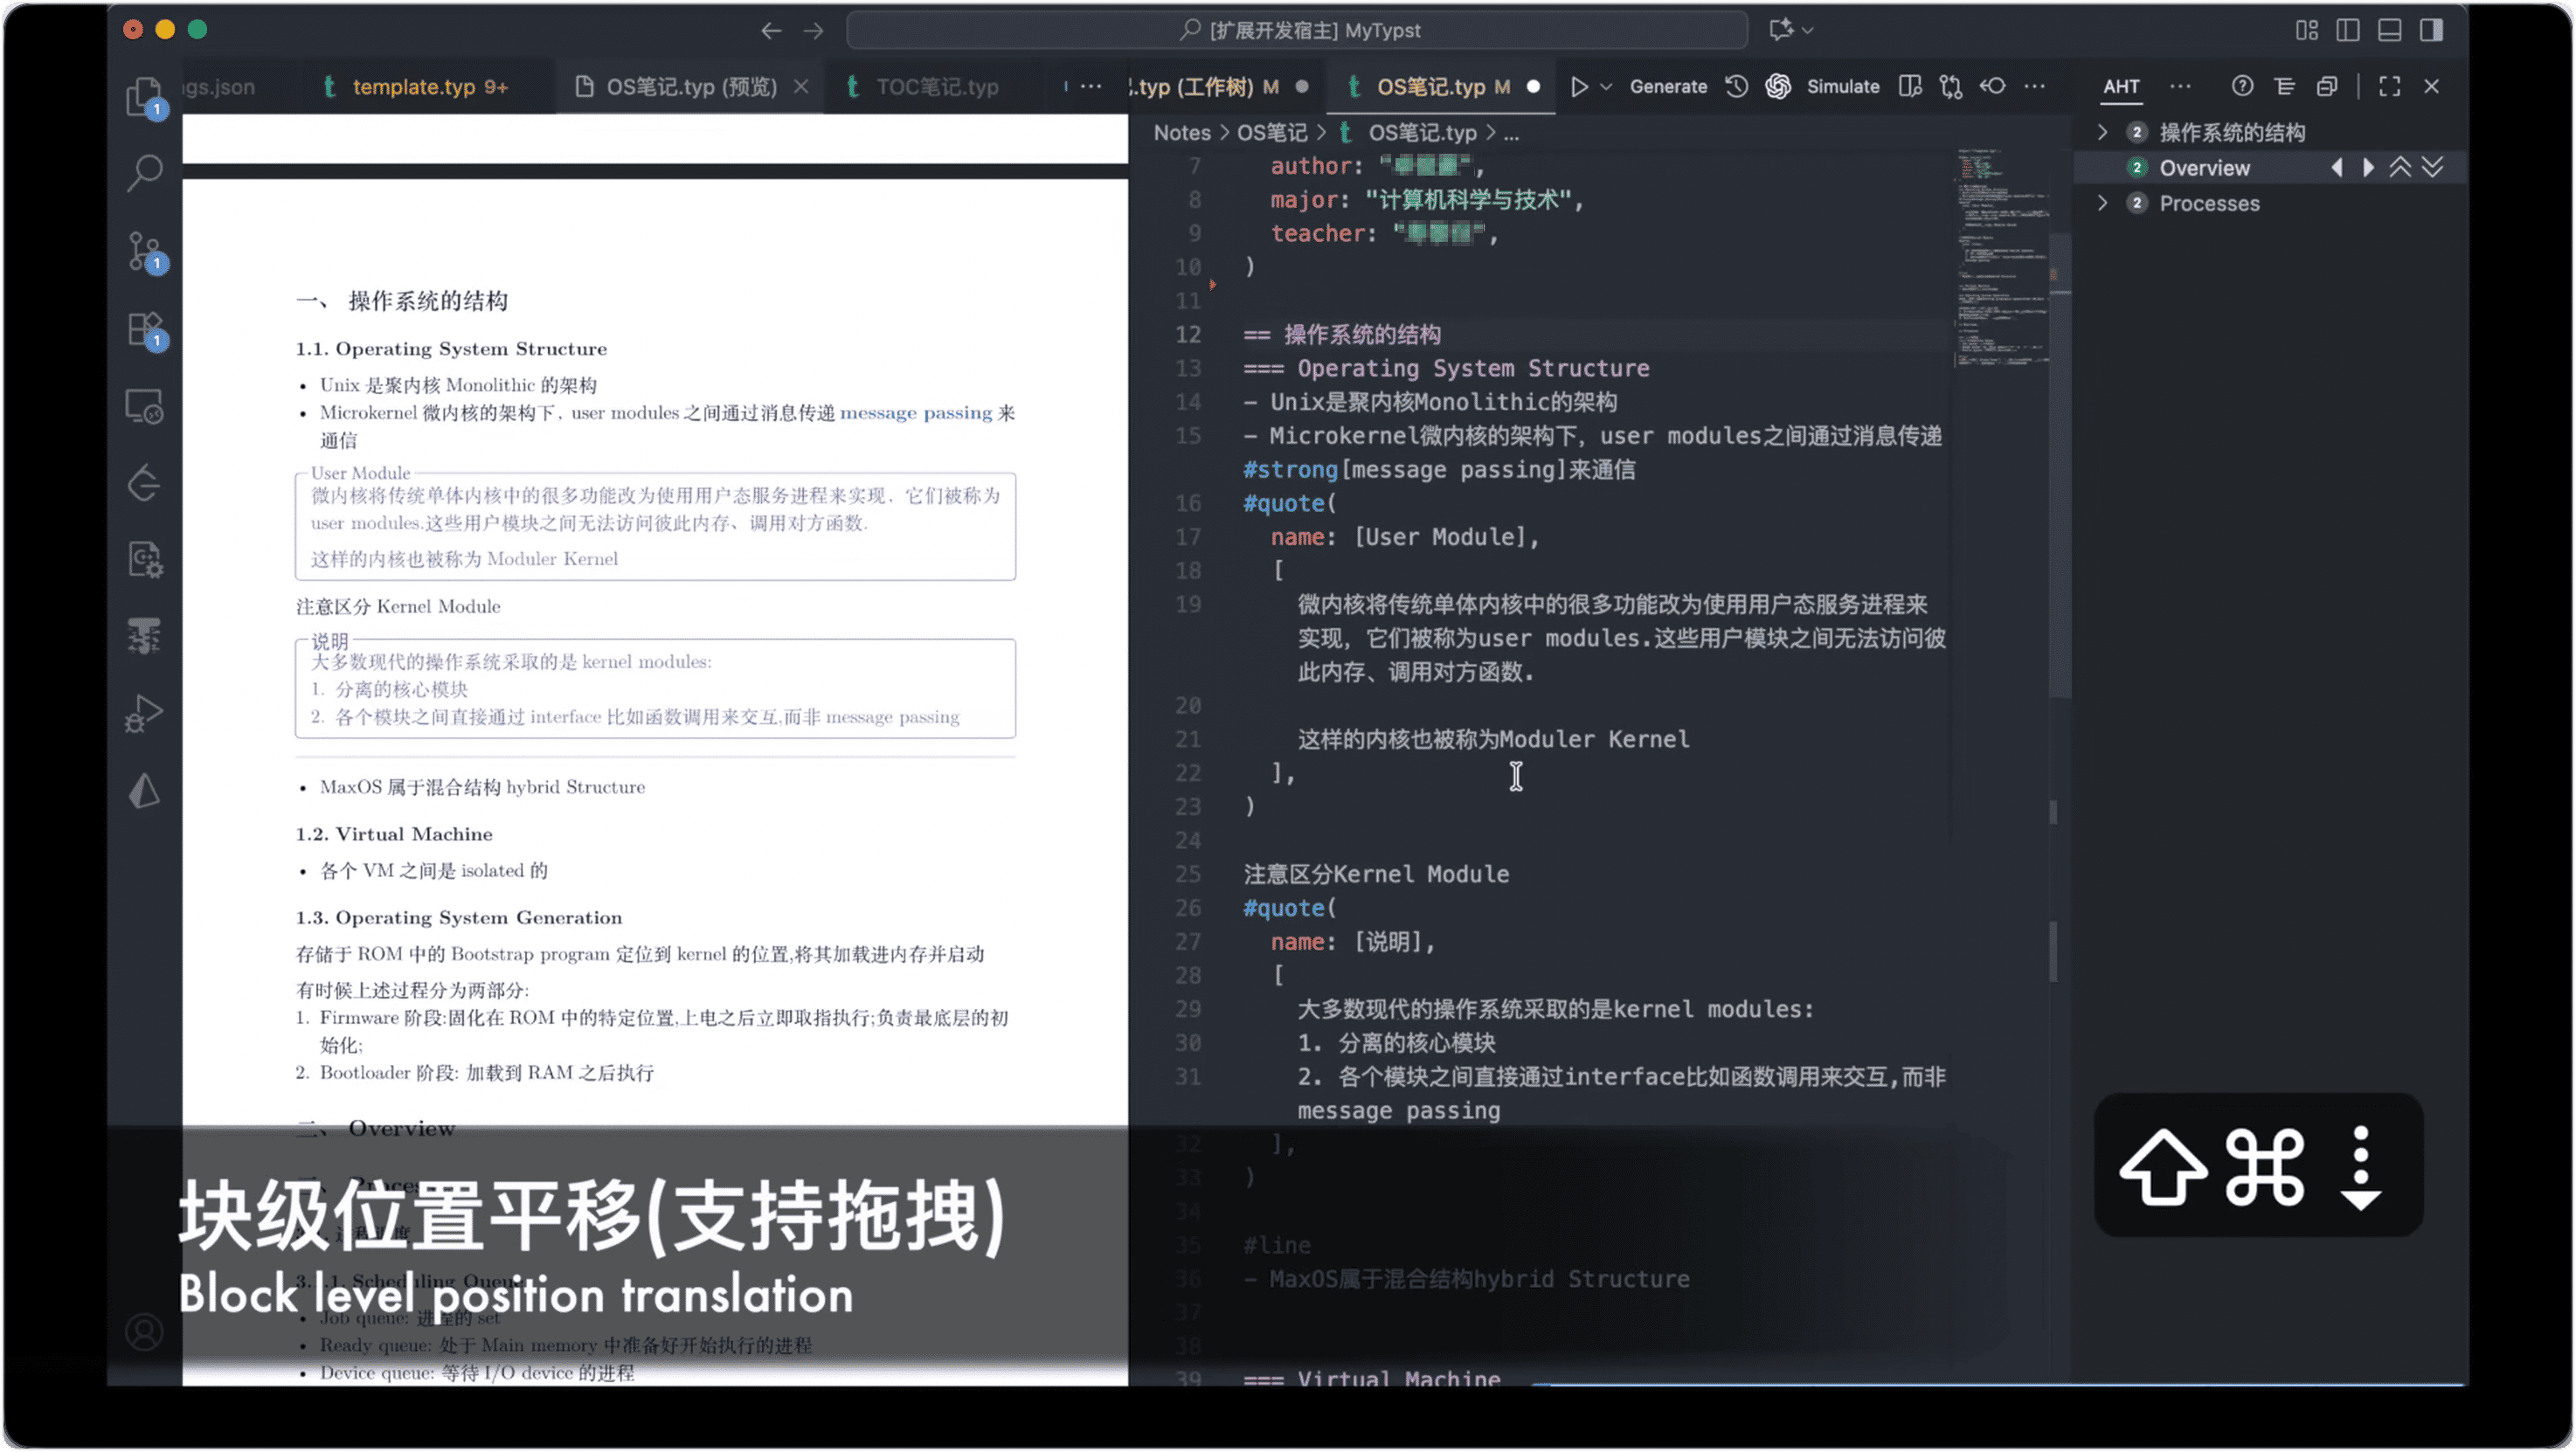 [扩展开发宿主] MyTypst
gs.json
template.typ 9+
OS笔记.typ (预览)
TOC笔记.typ
.typ (工作树) M
OS笔记.typ M
Generate
Simulate
AHT
1
1
1
一、 操作系统的结构
1.1. Operating System Structure
• Unix 是聚内核 Monolithic 的架构
• Microkernel 微内核的架构下，user modules 之间通过消息传递 message passing 来
通信
User Module
微内核将传统单体内核中的很多功能改为使用用户态服务进程来实现，它们被称为
user modules.这些用户模块之间无法访问彼此内存、调用对方函数.
这样的内核也被称为 Moduler Kernel
注意区分 Kernel Module
说明
大多数现代的操作系统采取的是 kernel modules:
1. 分离的核心模块
2. 各个模块之间直接通过 interface 比如函数调用来交互,而非 message passing
• MaxOS 属于混合结构 hybrid Structure
1.2. Virtual Machine
• 各个 VM 之间是 isolated 的
1.3. Operating System Generation
存储于 ROM 中的 Bootstrap program 定位到 kernel 的位置,将其加载进内存并启动
有时候上述过程分为两部分:
1. Firmware 阶段:固化在 ROM 中的特定位置,上电之后立即取指执行;负责最底层的初
始化;
2. Bootloader 阶段: 加载到 RAM 之后执行
二、 Overview
• Job queue: 进程的 set
• Ready queue: 处于 Main memory 中准备好开始执行的进程
• Device queue: 等待 I/O device 的进程
Notes > OS笔记 > OS笔记.typ > ...
7 author: "
8 major: "计算机科学与技术",
9 teacher: "
10 )
11
12 == 操作系统的结构
13 === Operating System Structure
14 - Unix是聚内核Monolithic的架构
15 - Microkernel微内核的架构下，user modules之间通过消息传递
#strong[message passing]来通信
16 #quote(
17 name: [User Module],
18 [
19 微内核将传统单体内核中的很多功能改为使用用户态服务进程来
实现，它们被称为user modules.这些用户模块之间无法访问彼
此内存、调用对方函数.
20
21 这样的内核也被称为Moduler Kernel
22 ],
23 )
24
25 注意区分Kernel Module
26 #quote(
27 name: [说明],
28 [
29 大多数现代的操作系统采取的是kernel modules:
30 1. 分离的核心模块
31 2. 各个模块之间直接通过interface比如函数调用来交互,而非
message passing
32 ],
33 )
34
35 #line
36 - MaxOS属于混合结构hybrid Structure
37
38
39 === Virtual Machine
2 操作系统的结构
2 Overview
2 Processes
块级位置平移(支持拖拽)
Block level position translation